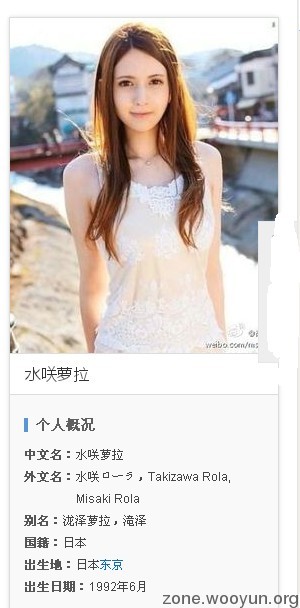 weibo.com/ms
水咲萝拉
个人概况
中文名：水咲萝拉
外文名：水咲ローラ，Takizawa Rola,
Misaki Rola
别名：泷泽萝拉，滝泽
国籍：日本
出生地：日本东京
出生日期：1992年6月
zone.wooyun.org